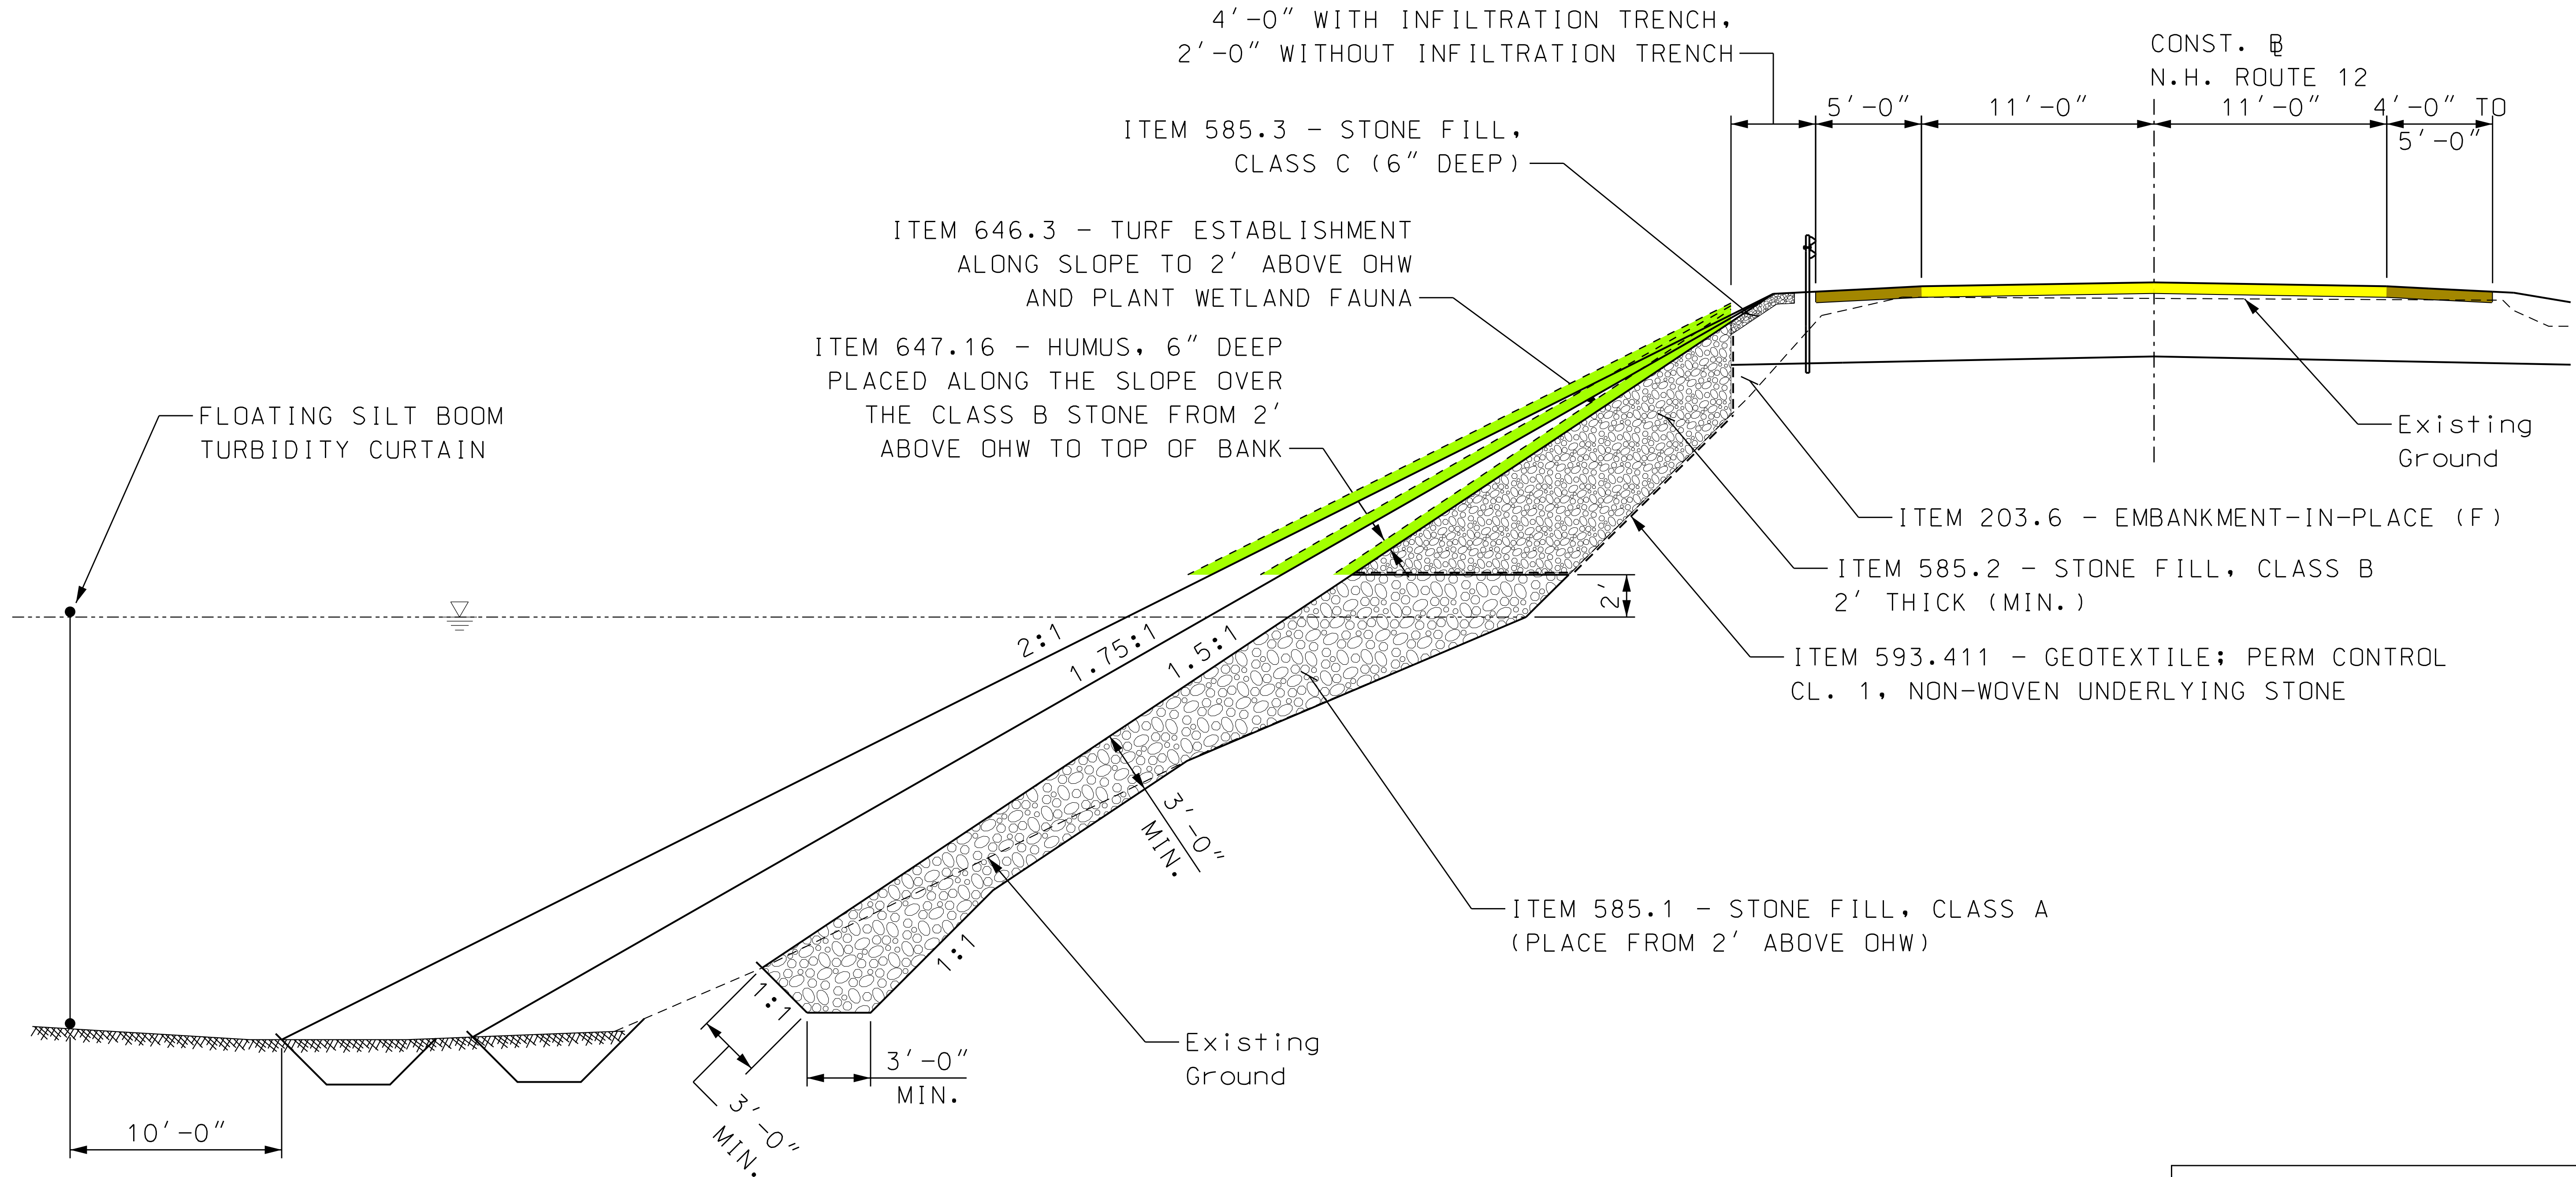 4'-0" WITH INFILTRATION TRENCH,
2'-0" WITHOUT INFILTRATION TRENCH
CONST. ℄
N.H. ROUTE 12
5'-0"
11'-0"
11'-0"
4'-0" TO
5'-0"
ITEM 585.3 - STONE FILL,
CLASS C (6" DEEP)
ITEM 646.3 - TURF ESTABLISHMENT
ALONG SLOPE TO 2' ABOVE OHW
AND PLANT WETLAND FAUNA
ITEM 647.16 - HUMUS, 6" DEEP
PLACED ALONG THE SLOPE OVER
THE CLASS B STONE FROM 2'
ABOVE OHW TO TOP OF BANK
FLOATING SILT BOOM
TURBIDITY CURTAIN
Existing
Ground
ITEM 203.6 - EMBANKMENT-IN-PLACE (F)
ITEM 585.2 - STONE FILL, CLASS B
2' THICK (MIN.)
2'
ITEM 593.411 - GEOTEXTILE; PERM CONTROL
CL. 1, NON-WOVEN UNDERLYING STONE
2:1
1.75:1
1.5:1
3'-0"
MIN.
ITEM 585.1 - STONE FILL, CLASS A
(PLACE FROM 2' ABOVE OHW)
1:1
1:1
Existing
Ground
3'-0"
MIN.
3'-0"
MIN.
10'-0"